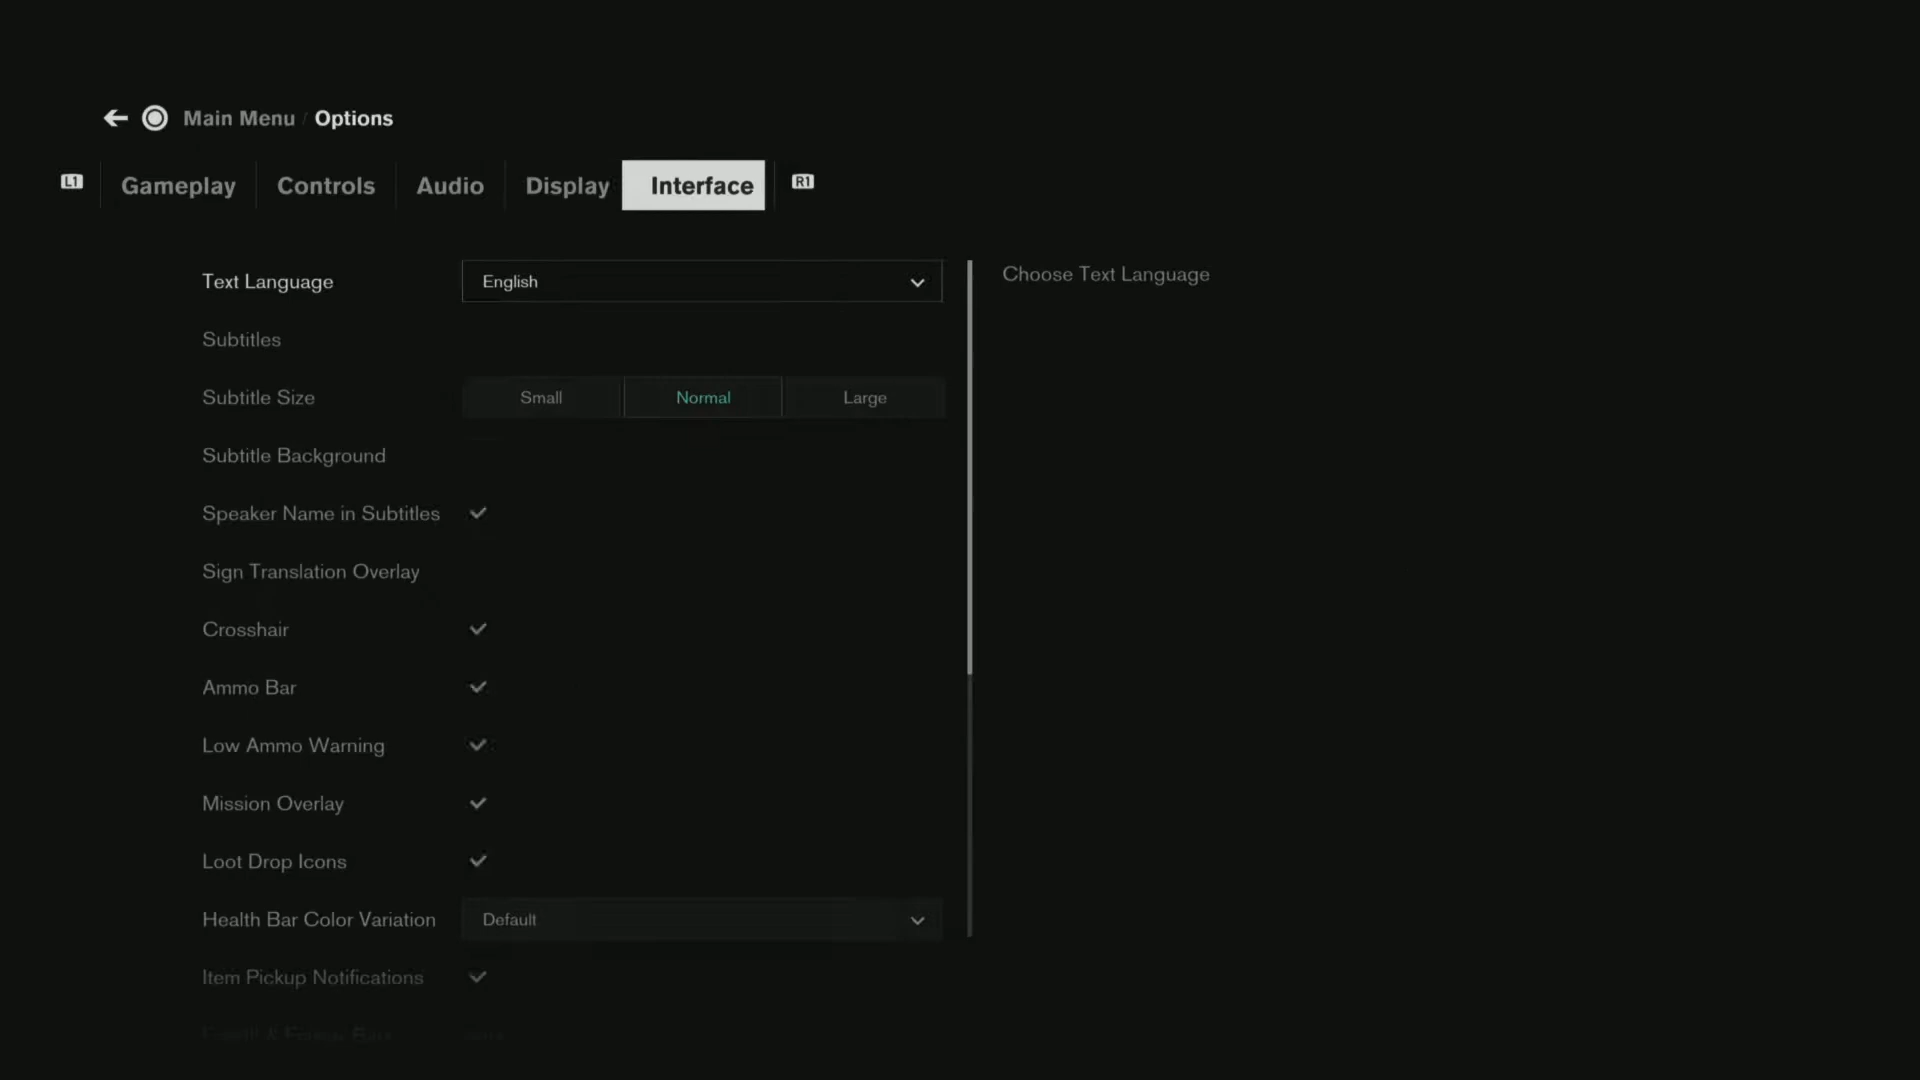 Main Menu / Options
L1 Gameplay Controls Audio Display Interface R1
Text Language English
Choose Text Language
Subtitles
Subtitle Size Small Normal Large
Subtitle Background
Speaker Name in Subtitles
Sign Translation Overlay
Crosshair
Ammo Bar
Low Ammo Warning
Mission Overlay
Loot Drop Icons
Health Bar Color Variation Default
Item Pickup Notifications